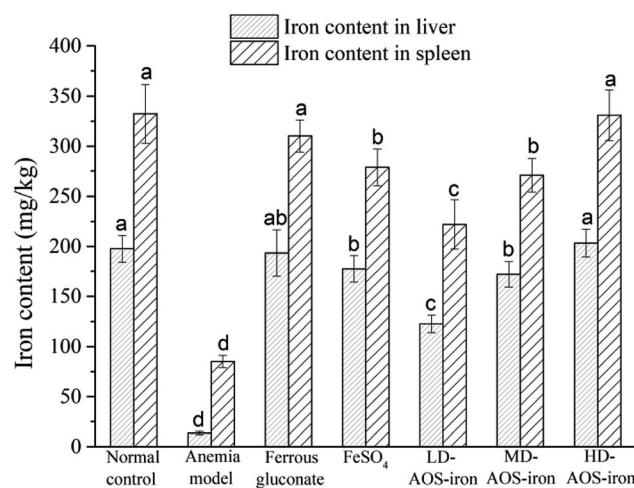 Iron content in liver
Iron content in spleen
Iron content (mg/kg)
400
350
300
250
200
150
100
50
0
a
a
d
d
ab
a
b
b
c
c
b
b
a
a
Normal
control
Anemia
model
Ferrous
gluconate
FeSO₄
LD-
AOS-iron
MD-
AOS-iron
HD-
AOS-iron